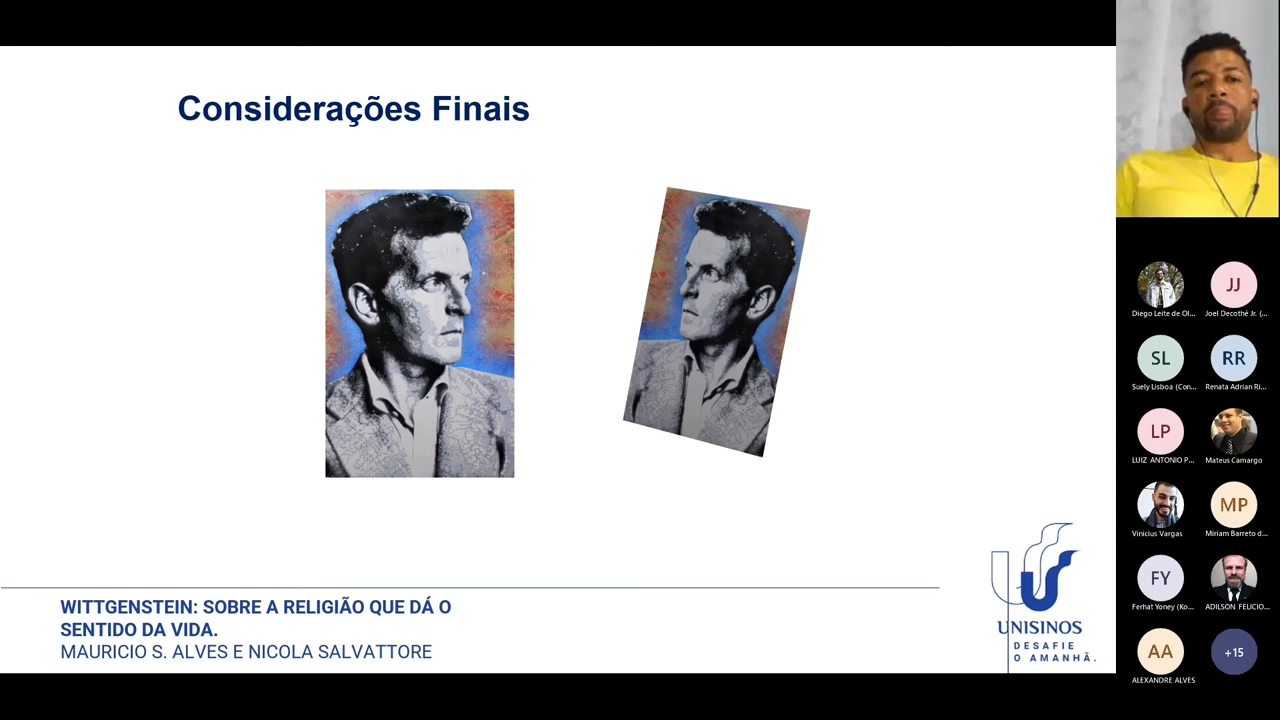 Considerações Finais
WITTGENSTEIN: SOBRE A RELIGIÃO QUE DÁ O
SENTIDO DA VIDA.
MAURICIO S. ALVES E NICOLA SALVATTORE
UNISINOS
DESAFIE
O AMANHÃ.
Diego Leite de Ol...
JJ
Joel Decothé Jr. (...
SL
Suely Lisboa (Con...
RR
Renata Adrian Ri...
LP
LUIZ ANTONIO P...
Mateus Camargo
Vinicius Vargas
MP
Miriam Barreto d...
FY
Ferhat Yoney (Ko...
ADILSON FELICIO...
AA
ALEXANDRE ALVES
+15